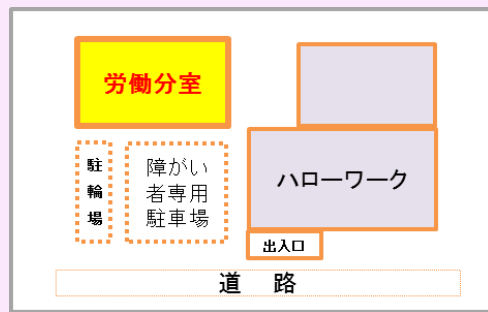 労働分室
駐輪場
障がい
者専用
駐車場
ハローワーク
出入口
道 路